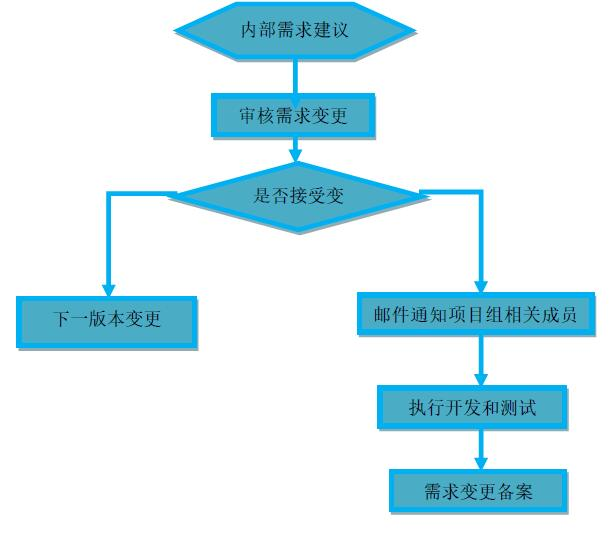 内部需求建议
审核需求变更
是否接受变
下一版本变更
邮件通知项目组相关成员
执行开发和测试
需求变更备案